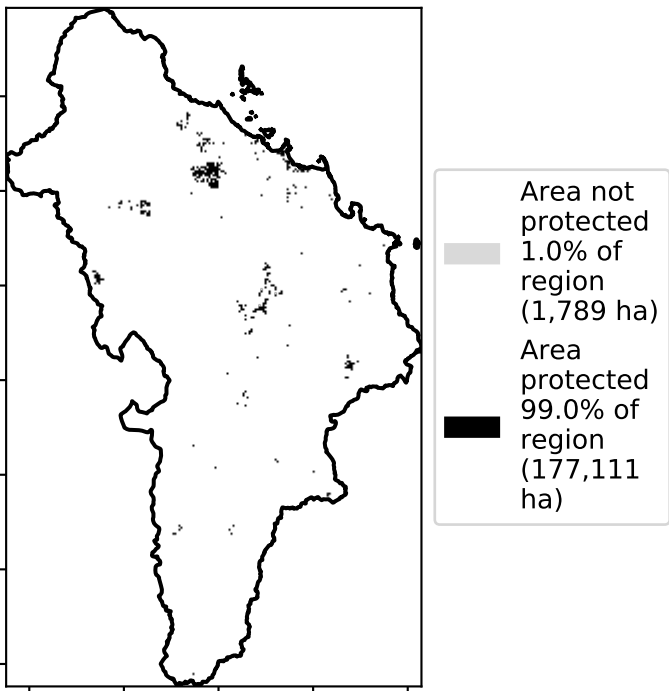 Area not
protected
1.0% of
region
(1,789 ha)
Area
protected
99.0% of
region
(177,111
ha)